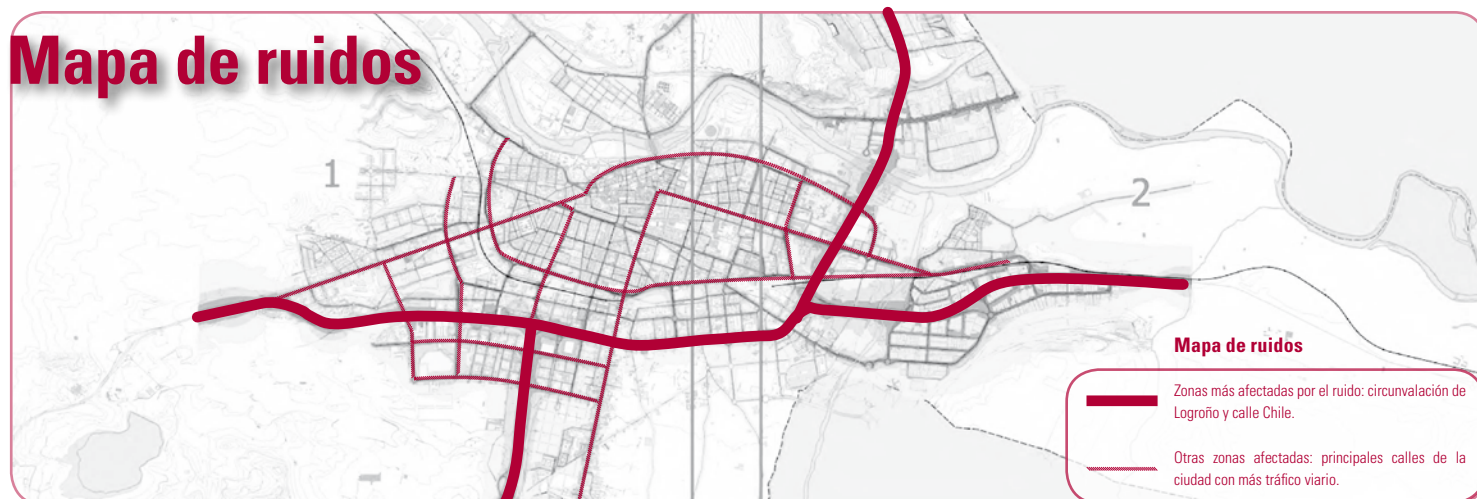 Mapa de ruidos
1
2
Mapa de ruidos
Zonas más afectadas por el ruido: circunvalación de
Logroño y calle Chile.
Otras zonas afectadas: principales calles de la
ciudad con más tráfico viario.